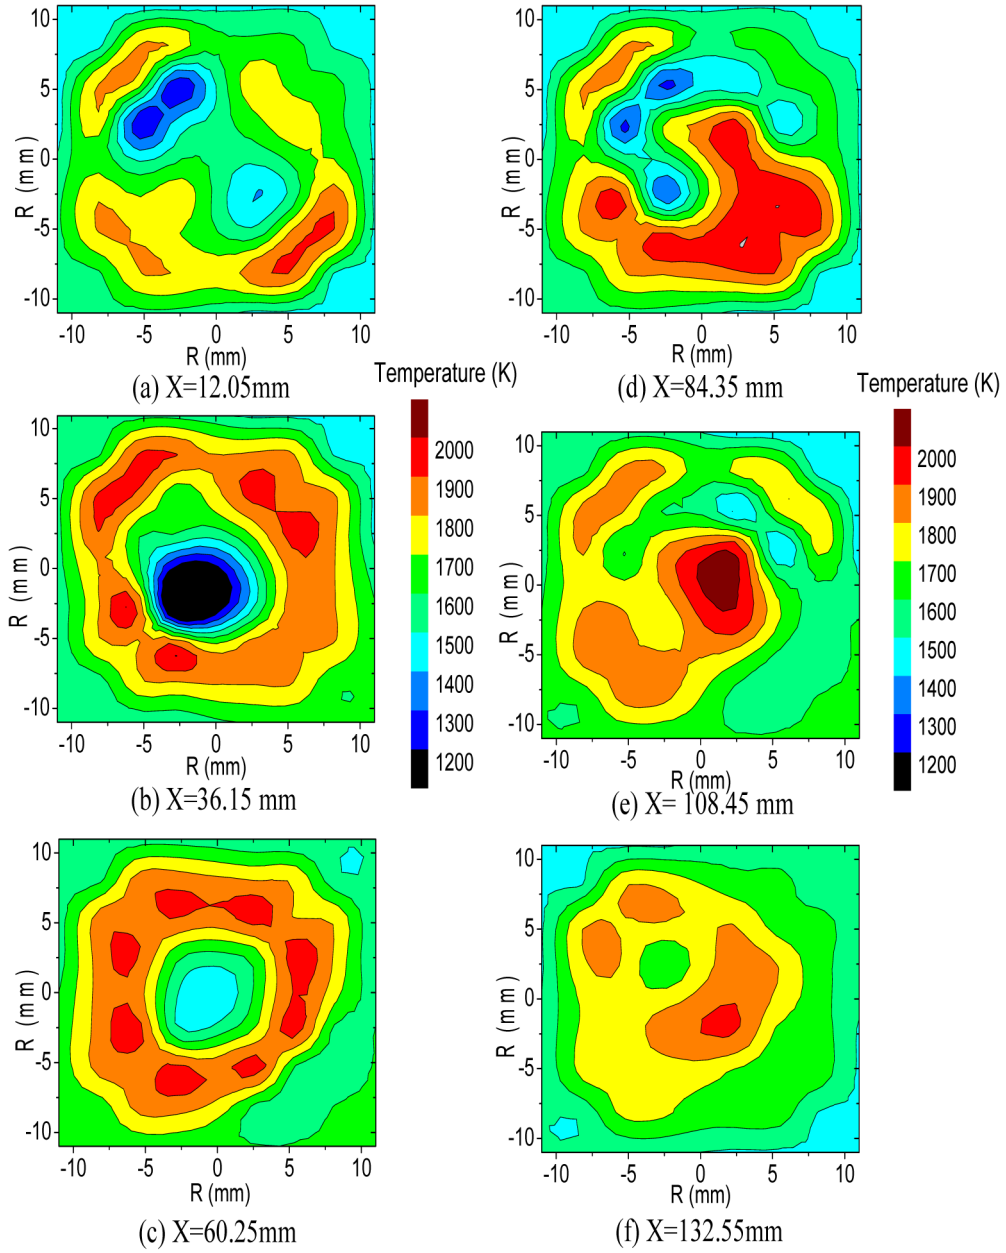 10
5
0
-5
-10
R (mm)
-10 -5 0 5 10
R (mm)
(a) X=12.05mm
10
5
0
-5
-10
R (mm)
-10 -5 0 5 10
R (mm)
(d) X=84.35 mm
Temperature (K)
2000
1900
1800
1700
1600
1500
1400
1300
1200
Temperature (K)
2000
1900
1800
1700
1600
1500
1400
1300
1200
10
5
0
-5
-10
R (mm)
-10 -5 0 5 10
R (mm)
(b) X=36.15 mm
10
5
0
-5
-10
R (mm)
-10 -5 0 5 10
R (mm)
(e) X= 108.45 mm
10
5
0
-5
-10
R (mm)
-10 -5 0 5 10
R (mm)
(c) X=60.25mm
10
5
0
-5
-10
R (mm)
-10 -5 0 5 10
R (mm)
(f) X=132.55mm